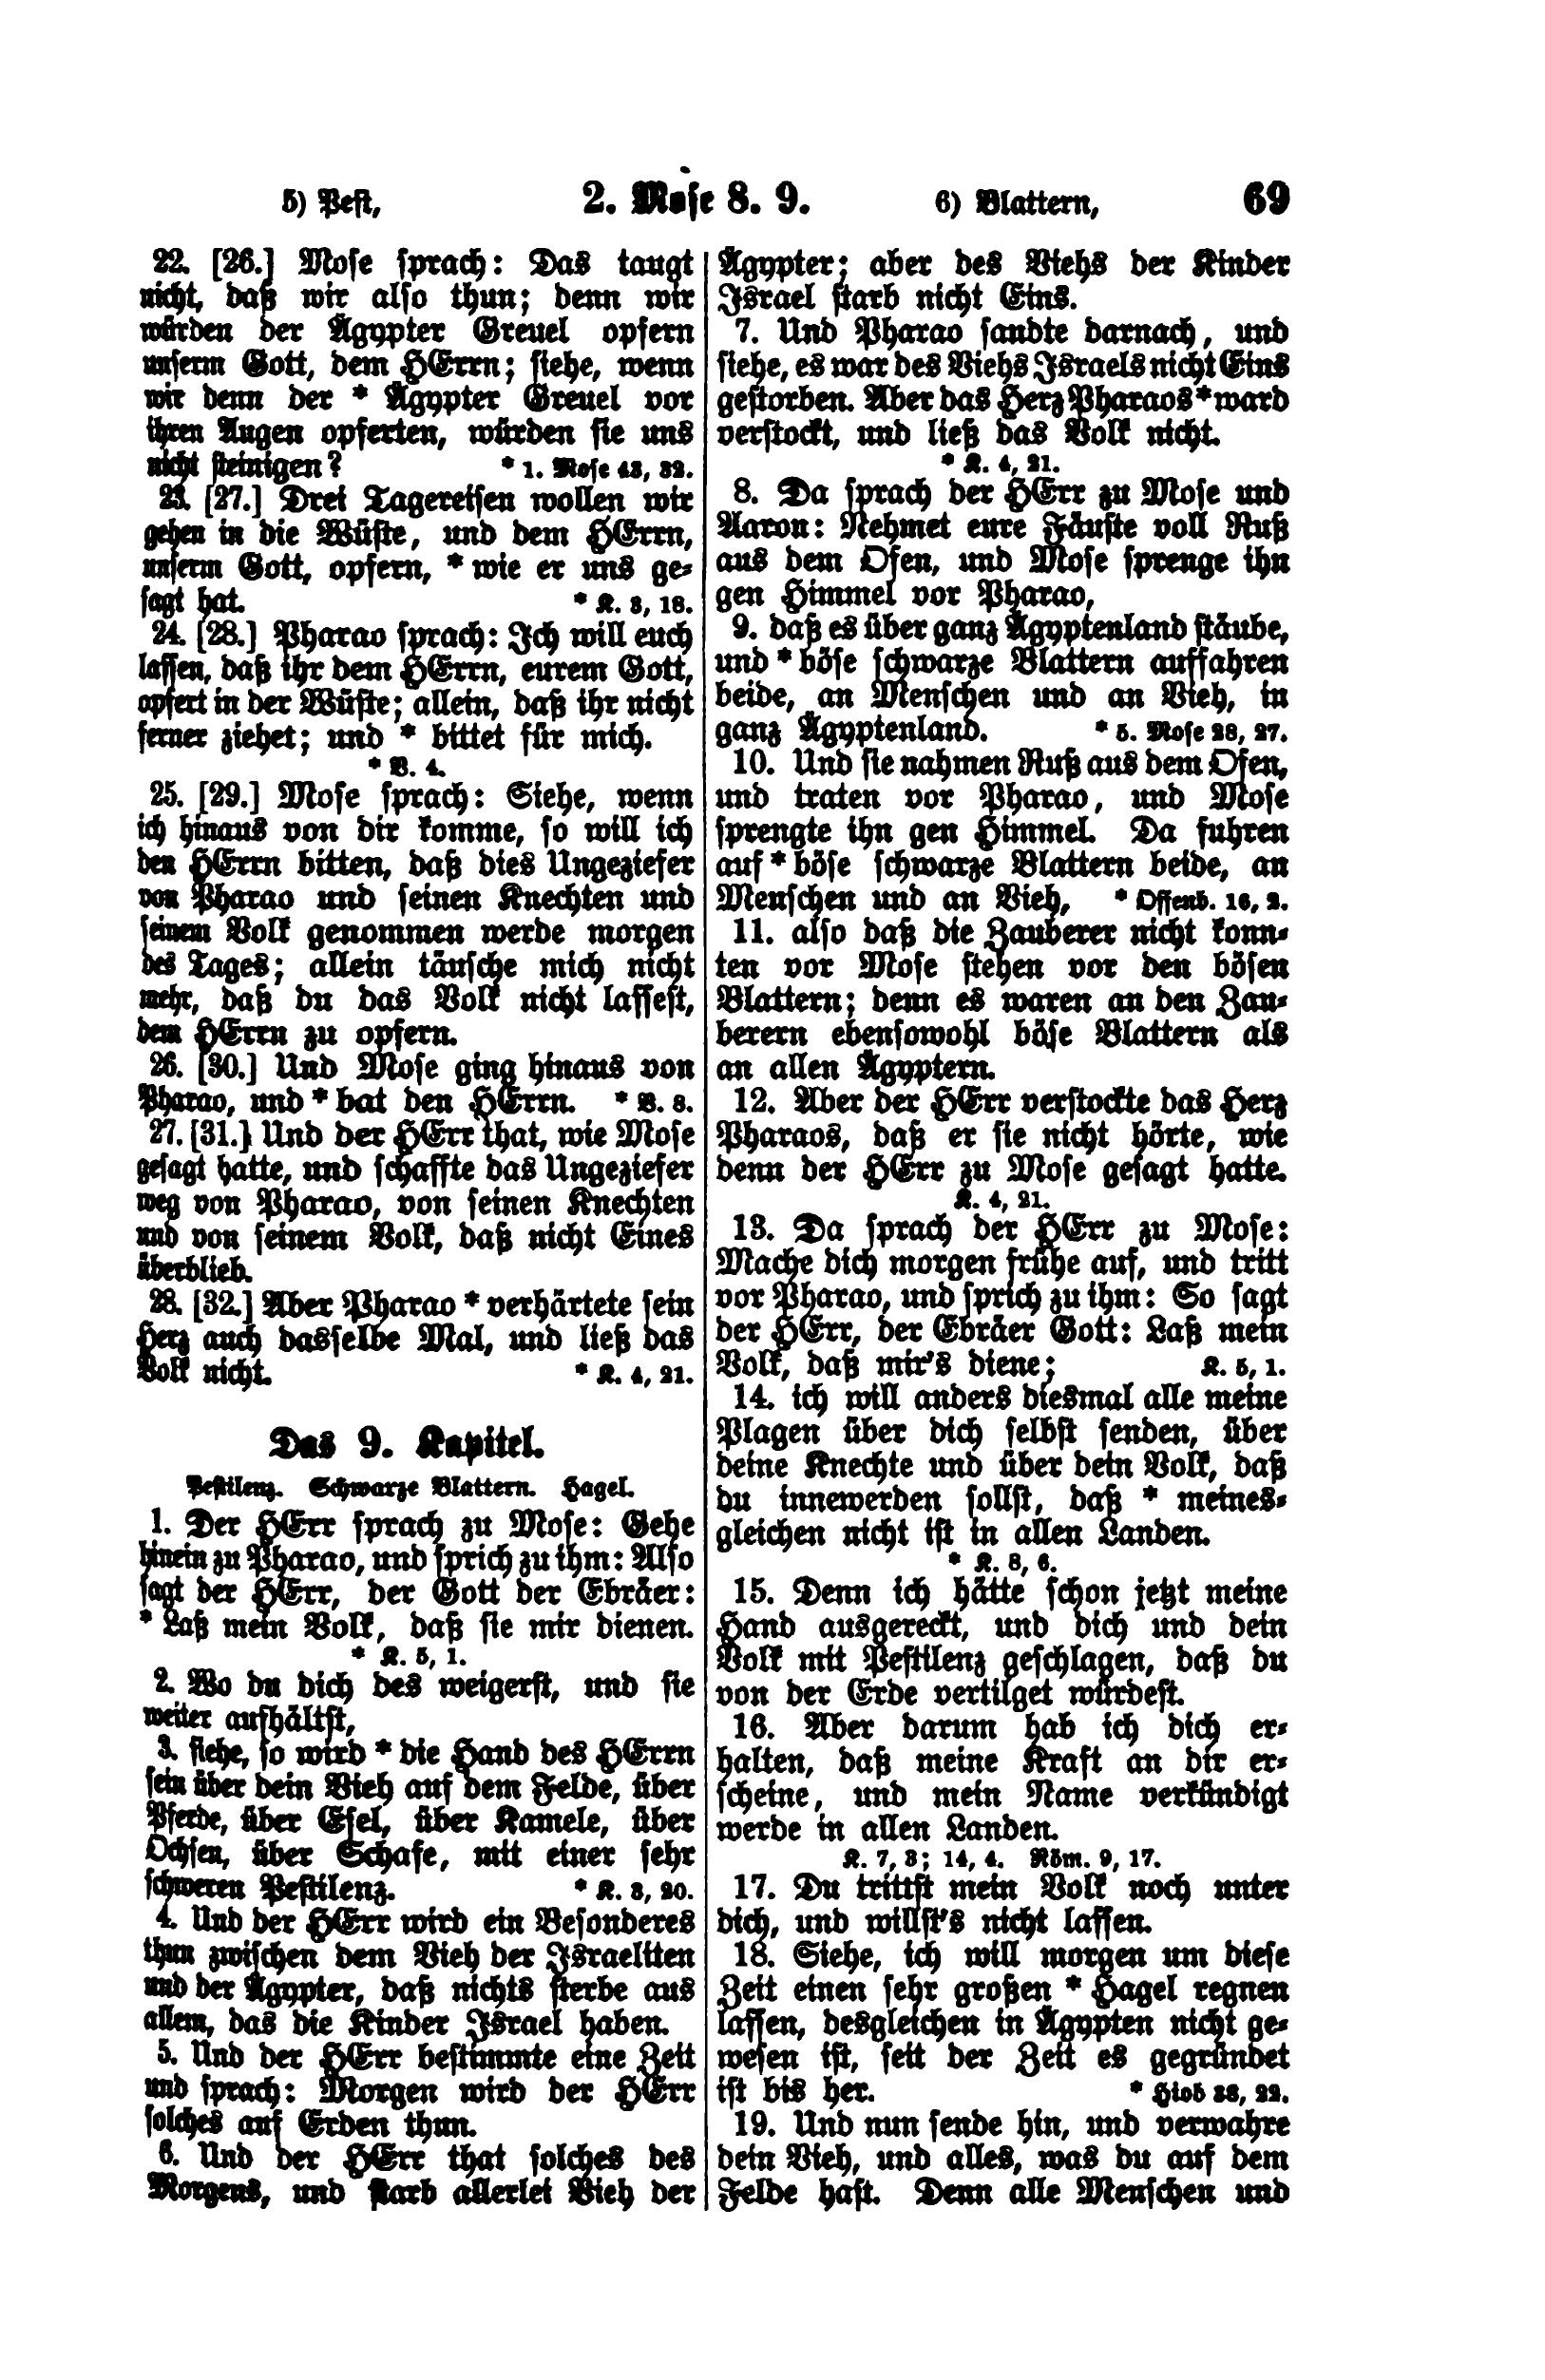 5) Pest,
2. Mose 8. 9.
6) Blattern,
69
22. [26.] Mose sprach: Das taugt
nicht, daß wir also thun; denn wir
würden der Ägypter Greuel opfern
unserm Gott, dem HErrn; siehe, wenn
wir denn der * Ägypter Greuel vor
ihren Augen opferten, würden sie uns
nicht steinigen? * 1. Mose 43, 32.
23. [27.] Drei Tagereisen wollen wir
gehen in die Wüste, und dem HErrn,
unserm Gott, opfern, * wie er uns ge-
sagt hat. * K. 3, 18.
24. [28.] Pharao sprach: Ich will euch
lassen, daß ihr dem HErrn, eurem Gott,
opfert in der Wüste; allein, daß ihr nicht
ferner ziehet; und * bittet für mich.
* V. 4.
25. [29.] Mose sprach: Siehe, wenn
ich hinaus von dir komme, so will ich
den HErrn bitten, daß dies Ungeziefer
von Pharao und seinen Knechten und
seinem Volk genommen werde morgen
des Tages; allein täusche mich nicht
mehr, daß du das Volk nicht lassest,
dem HErrn zu opfern.
26. [30.] Und Mose ging hinaus von
Pharao, und * bat den HErrn. * V. 8.
27. [31.] Und der HErr that, wie Mose
gesagt hatte, und schaffte das Ungeziefer
weg von Pharao, von seinen Knechten
und von seinem Volk, daß nicht Eines
überblieb.
28. [32.] Aber Pharao * verhärtete sein
Herz auch dasselbe Mal, und ließ das
Volk nicht. * K. 4, 21.
Das 9. Kapitel.
Pestilenz. Schwarze Blattern. Hagel.
1. Der HErr sprach zu Mose: Gehe
hinein zu Pharao, und sprich zu ihm: Also
sagt der HErr, der Gott der Ebräer:
* Laß mein Volk, daß sie mir dienen.
* K. 5, 1.
2. Wo du dich des weigerst, und sie
weiter aufhältst,
3. siehe, so wird * die Hand des HErrn
sein über dein Vieh auf dem Felde, über
Pferde, über Esel, über Kamele, über
Ochsen, über Schafe, mit einer sehr
schweren Pestilenz. * K. 3, 20.
4. Und der HErr wird ein Besonderes
thun zwischen dem Vieh der Israeliten
und der Ägypter, daß nichts sterbe aus
allem, das die Kinder Israel haben.
5. Und der HErr bestimmte eine Zeit
und sprach: Morgen wird der HErr
solches auf Erden thun.
6. Und der HErr that solches des
Morgens, und starb allerlei Vieh der
Ägypter; aber des Viehs der Kinder
Israel starb nicht Eins.
7. Und Pharao sandte darnach, und
siehe, es war des Viehs Israels nicht Eins
gestorben. Aber das Herz Pharaos * ward
verstockt, und ließ das Volk nicht.
* K. 4, 21.
8. Da sprach der HErr zu Mose und
Aaron: Nehmet eure Fäuste voll Ruß
aus dem Ofen, und Mose sprenge ihn
gen Himmel vor Pharao,
9. daß es über ganz Ägyptenland stäube,
und * böse schwarze Blattern auffahren
beide, an Menschen und an Vieh, in
ganz Ägyptenland. * 5. Mose 28, 27.
10. Und sie nahmen Ruß aus dem Ofen,
und traten vor Pharao, und Mose
sprengte ihn gen Himmel. Da fuhren
auf * böse schwarze Blattern beide, an
Menschen und an Vieh, * Offenb. 16, 2.
11. also daß die Zauberer nicht konn-
ten vor Mose stehen vor den bösen
Blattern; denn es waren an den Zau-
berern ebensowohl böse Blattern als
an allen Ägyptern.
12. Aber der HErr verstockte das Herz
Pharaos, daß er sie nicht hörte, wie
denn der HErr zu Mose gesagt hatte.
K. 4, 21.
13. Da sprach der HErr zu Mose:
Mache dich morgen frühe auf, und tritt
vor Pharao, und sprich zu ihm: So sagt
der HErr, der Ebräer Gott: Laß mein
Volk, daß mir's diene; K. 5, 1.
14. ich will anders diesmal alle meine
Plagen über dich selbst senden, über
deine Knechte und über dein Volk, daß
du innewerden sollst, daß * meines-
gleichen nicht ist in allen Landen.
* K. 8, 6.
15. Denn ich hätte schon jetzt meine
Hand ausgereckt, und dich und dein
Volk mit Pestilenz geschlagen, daß du
von der Erde vertilget würdest.
16. Aber darum hab ich dich er-
halten, daß meine Kraft an dir er-
scheine, und mein Name verkündigt
werde in allen Landen.
K. 7, 3; 14, 4. Röm. 9, 17.
17. Du trittst mein Volk noch unter
dich, und willst's nicht lassen.
18. Siehe, ich will morgen um diese
Zeit einen sehr großen * Hagel regnen
lassen, desgleichen in Ägypten nicht ge-
wesen ist, seit der Zeit es gegründet
ist bis her. * Hiob 38, 22.
19. Und nun sende hin, und verwahre
dein Vieh, und alles, was du auf dem
Felde hast. Denn alle Menschen und